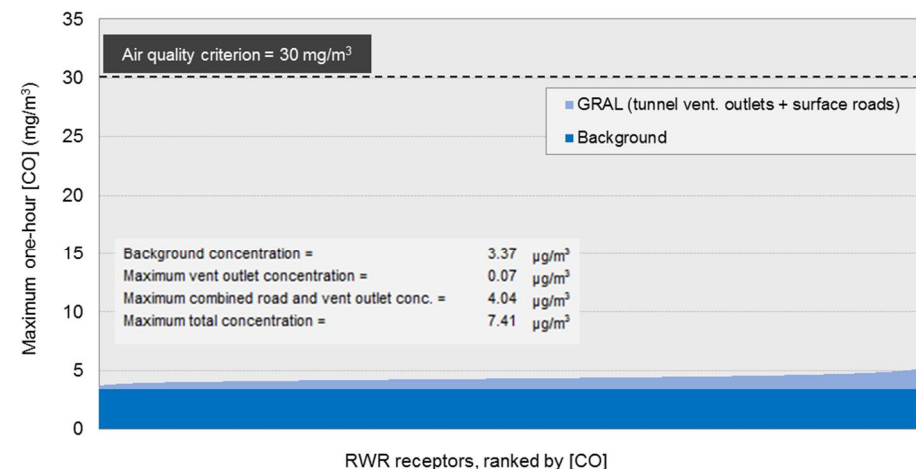 35
Air quality criterion = 30 mg/m³
30
GRAL (tunnel vent. outlets + surface roads)
Background
25
20
15
Background concentration = 3.37 µg/m³
Maximum vent outlet concentration = 0.07 µg/m³
Maximum combined road and vent outlet conc. = 4.04 µg/m³
Maximum total concentration = 7.41 µg/m³
10
5
0
Maximum one-hour [CO] (mg/m³)
RWR receptors, ranked by [CO]